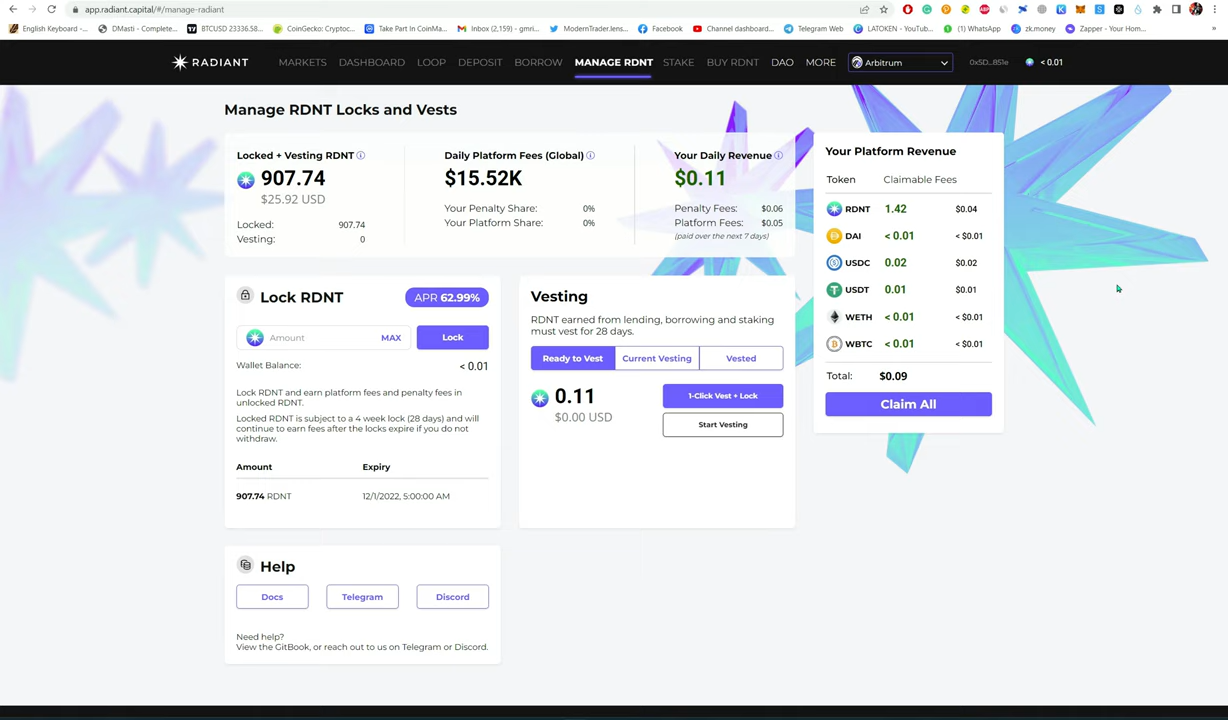 app.radiant.capital/#/manage-radiant
English Keyboard -...
DMasti - Complete...
BTCUSD 23336.58...
CoinGecko: Cryptoc...
Take Part In CoinMa...
Inbox (2,159) - gmri...
ModernTrader.lens...
Facebook
Channel dashboard...
Telegram Web
LATOKEN - YouTub...
(1) WhatsApp
zk.money
Zapper - Your Hom...
»
RADIANT
MARKETS
DASHBOARD
LOOP
DEPOSIT
BORROW
MANAGE RDNT
STAKE
BUY RDNT
DAO
MORE
Arbitrum
0x5D...851e
< 0.01
Manage RDNT Locks and Vests
Locked + Vesting RDNT
907.74
$25.92 USD
Locked: 907.74
Vesting: 0
Daily Platform Fees (Global)
$15.52K
Your Penalty Share: 0%
Your Platform Share: 0%
Your Daily Revenue
$0.11
Penalty Fees: $0.06
Platform Fees: $0.05
(paid over the next 7 days)
Your Platform Revenue
Token Claimable Fees
RDNT 1.42 $0.04
DAI < 0.01 < $0.01
USDC 0.02 $0.02
USDT 0.01 $0.01
WETH < 0.01 < $0.01
WBTC < 0.01 < $0.01
Total: $0.09
Claim All
Lock RDNT
APR 62.99%
Amount MAX
Lock
Wallet Balance: < 0.01
Lock RDNT and earn platform fees and penalty fees in
unlocked RDNT.
Locked RDNT is subject to a 4 week lock (28 days) and will
continue to earn fees after the locks expire if you do not
withdraw.
Amount Expiry
907.74 RDNT 12/1/2022, 5:00:00 AM
Vesting
RDNT earned from lending, borrowing and staking
must vest for 28 days.
Ready to Vest
Current Vesting
Vested
0.11
$0.00 USD
1-Click Vest + Lock
Start Vesting
Help
Docs
Telegram
Discord
Need help?
View the GitBook, or reach out to us on Telegram or Discord.